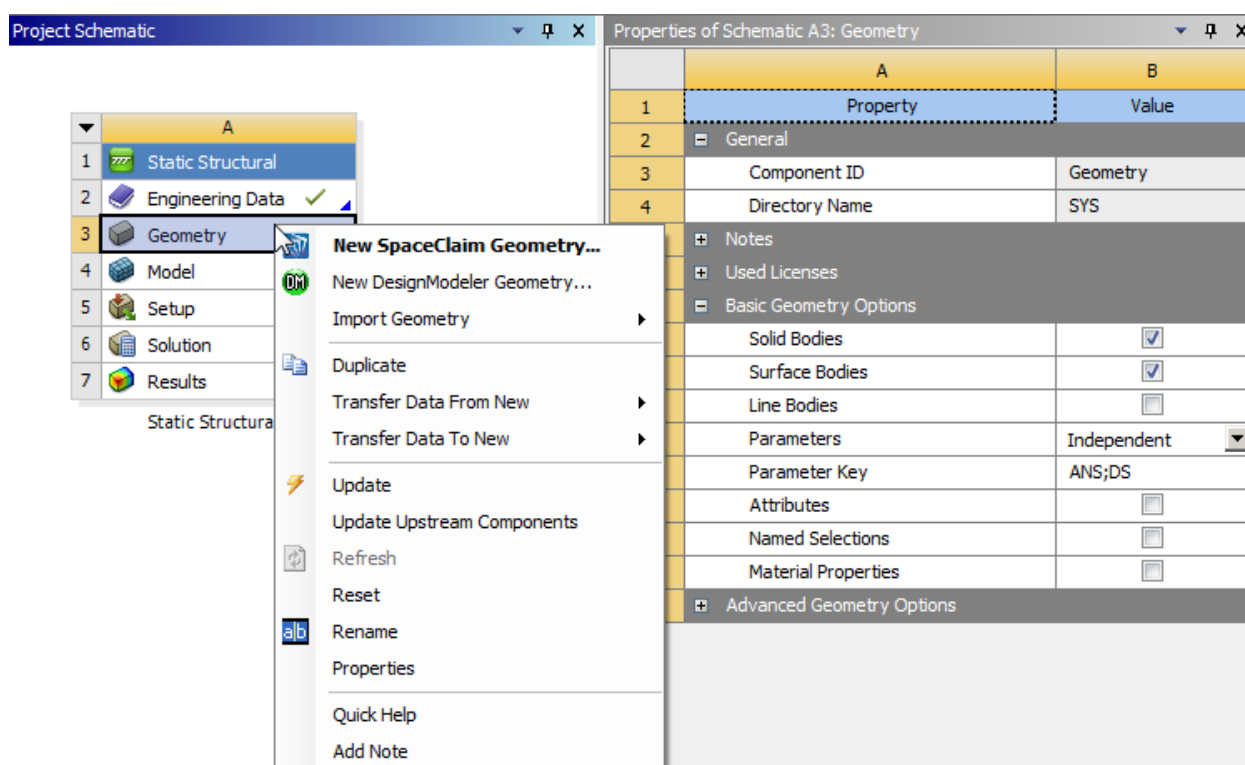 Project Schematic
A
1 Static Structural
2 Engineering Data
3 Geometry
4 Model
5 Setup
6 Solution
7 Results
Static Structura
New SpaceClaim Geometry...
DM New DesignModeler Geometry...
Import Geometry
Duplicate
Transfer Data From New
Transfer Data To New
Update
Update Upstream Components
Refresh
Reset
a|b Rename
Properties
Quick Help
Add Note
Properties of Schematic A3: Geometry
A B
1 Property Value
2 General
3 Component ID Geometry
4 Directory Name SYS
Notes
Used Licenses
Basic Geometry Options
Solid Bodies
Surface Bodies
Line Bodies
Parameters Independent
Parameter Key ANS;DS
Attributes
Named Selections
Material Properties
Advanced Geometry Options